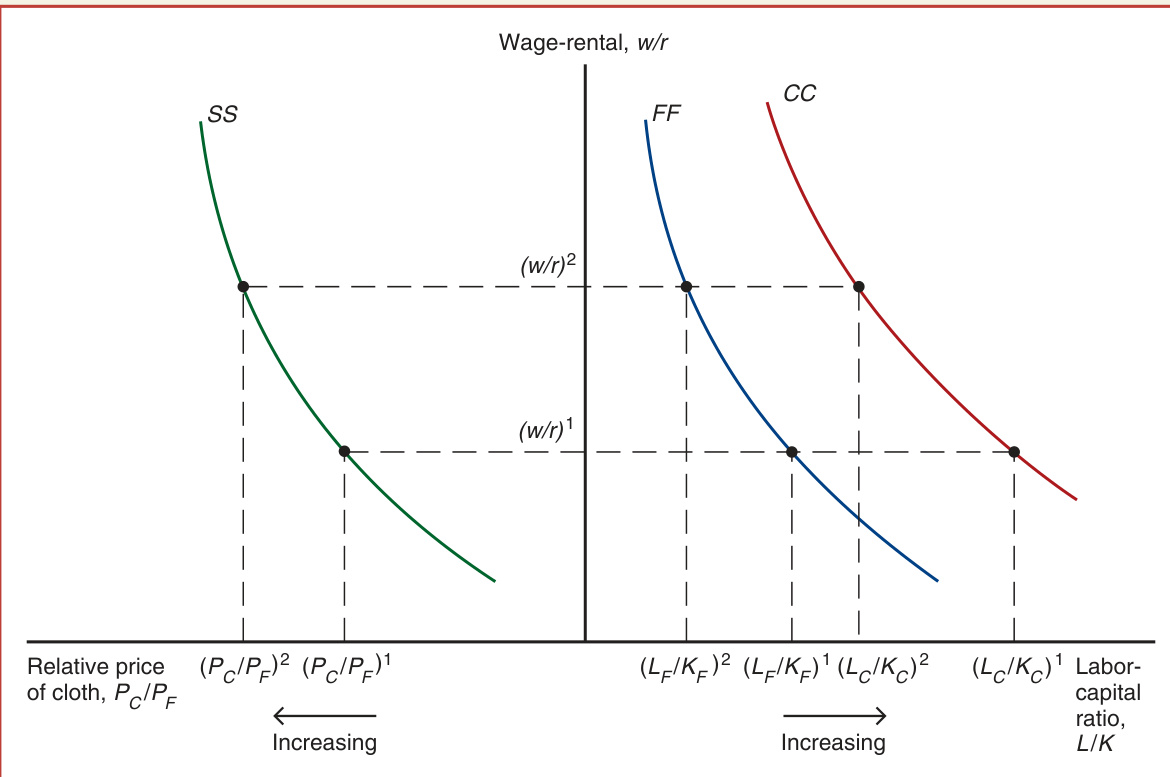 Wage-rental, w/r
SS
FF
CC
(w/r)²
(w/r)¹
Relative price
of cloth, P_C/P_F
(P_C/P_F)² (P_C/P_F)¹
(L_F/K_F)² (L_F/K_F)¹ (L_C/K_C)²
(L_C/K_C)¹
Labor-
capital
ratio,
L/K
Increasing
Increasing